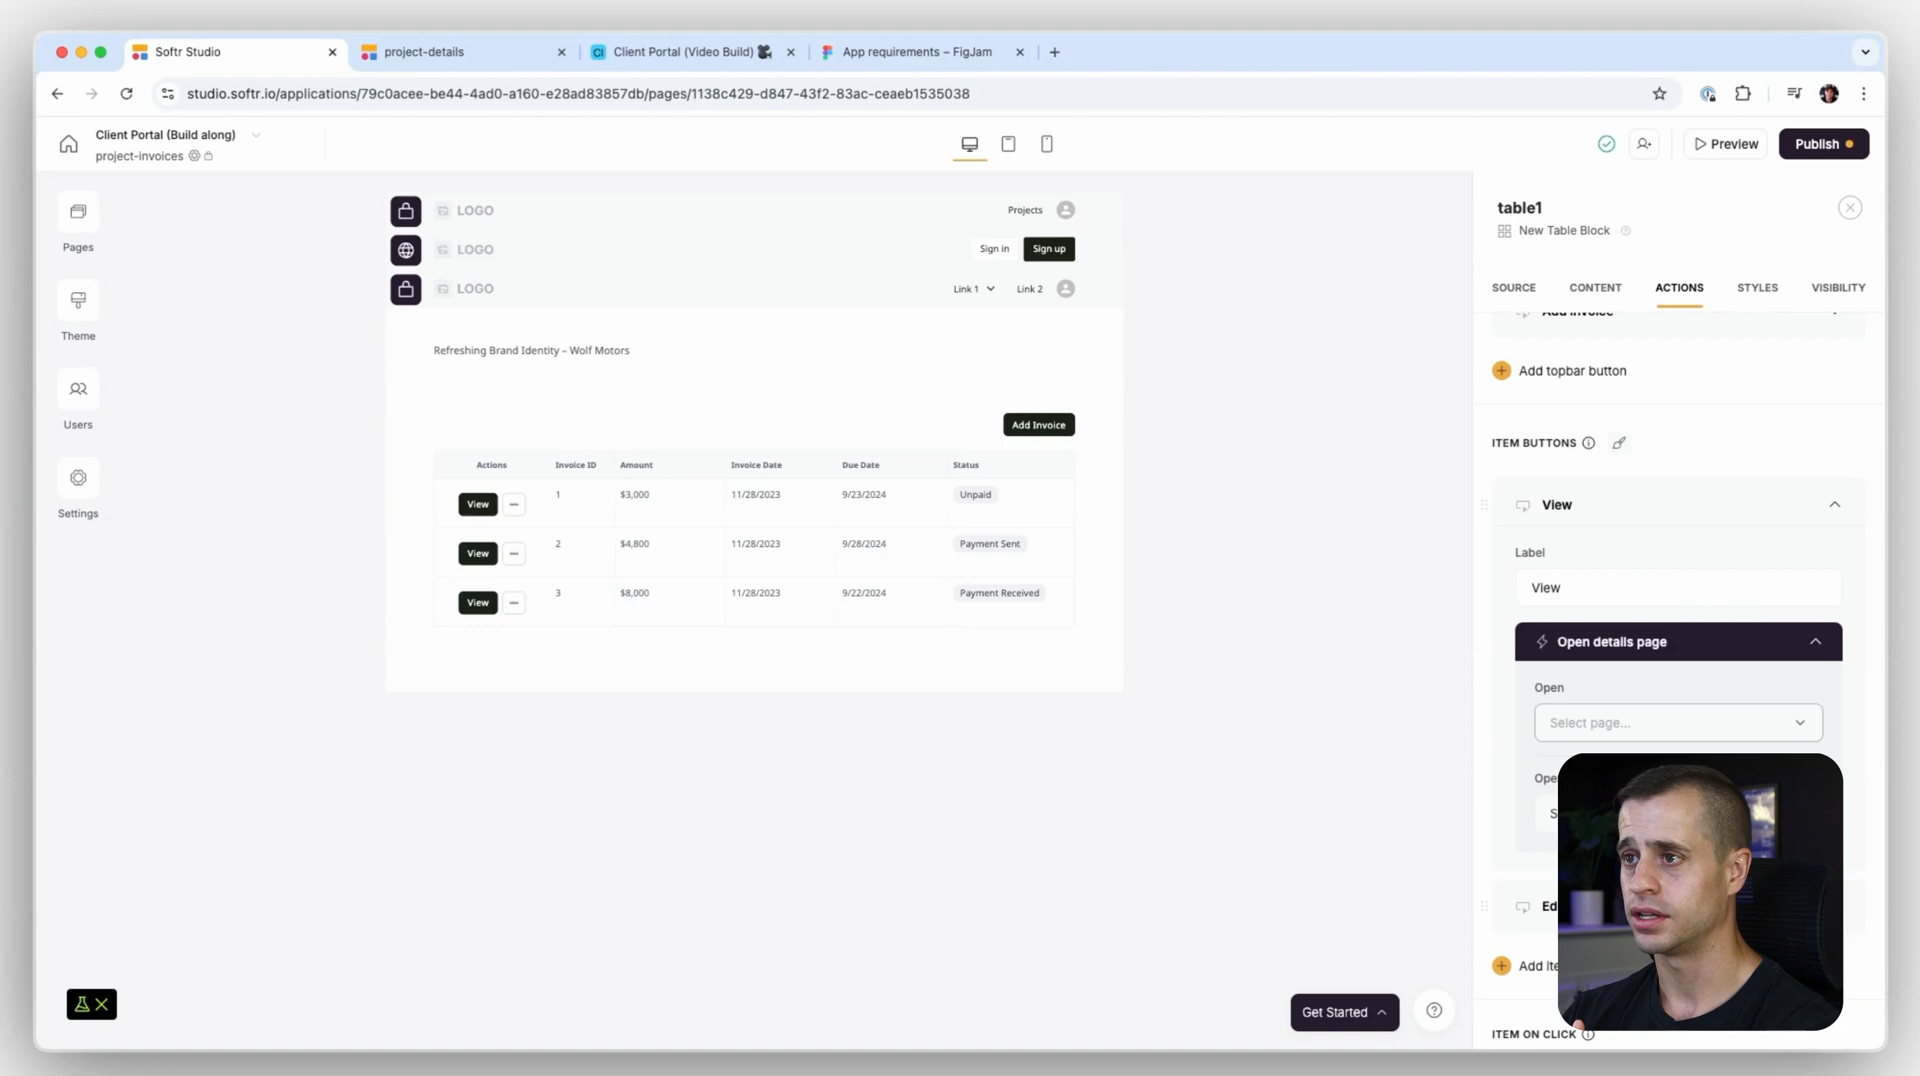 Softr Studio
project-details
CI
Client Portal (Video Build)
App requirements – FigJam
studio.softr.io/applications/79c0acee-be44-4ad0-a160-e28ad83857db/pages/1138c429-d847-43f2-83ac-ceaeb1535038
Client Portal (Build along)
project-invoices
Preview
Publish
Pages
Theme
Users
Settings
LOGO
Projects
LOGO
Sign in
Sign up
LOGO
Link 1
Link 2
Refreshing Brand Identity – Wolf Motors
Add Invoice
Actions Invoice ID Amount Invoice Date Due Date Status
View 1 $3,000 11/28/2023 9/23/2024 Unpaid
View 2 $4,800 11/28/2023 9/28/2024 Payment Sent
View 3 $8,000 11/28/2023 9/22/2024 Payment Received
Get Started
table1
New Table Block
SOURCE CONTENT ACTIONS STYLES VISIBILITY
Add Invoice
Add topbar button
ITEM BUTTONS
View
Label
View
Open details page
Open
Select page...
Ope
S
Ed
Add ite
ITEM ON CLICK